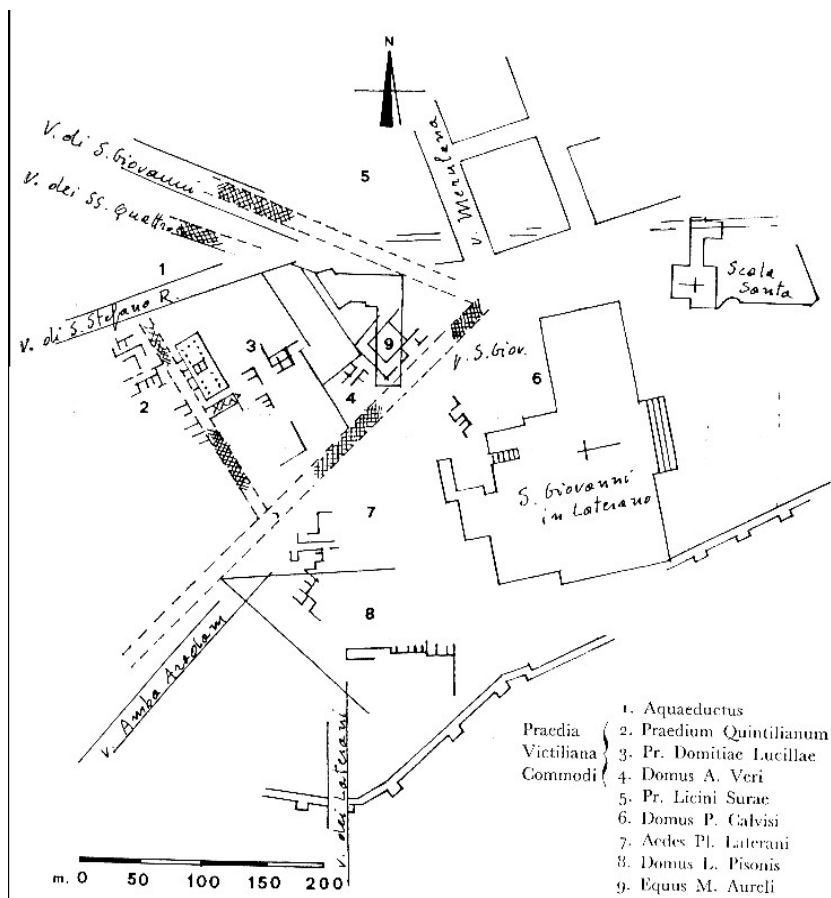 N
V. di S. Giovanni
V. dei SS. Quattro
5
V. Merulana
Scala
Santa
1
V. di S. Stefano R.
3
9
2
4
V. S. Giov.
6
S. Giovanni
in Laterano
7
8
V. Amba Aradam
V. dei Laterani
m. 0 50 100 150 200
Praedia
Victiliana
Commodi
1. Aquaeductus
2. Praedium Quintilianum
3. Pr. Domitiae Lucillae
4. Domus A. Veri
5. Pr. Licini Surae
6. Domus P. Calvisi
7. Aedes Pl. Laterani
8. Domus L. Pisonis
9. Equus M. Aureli